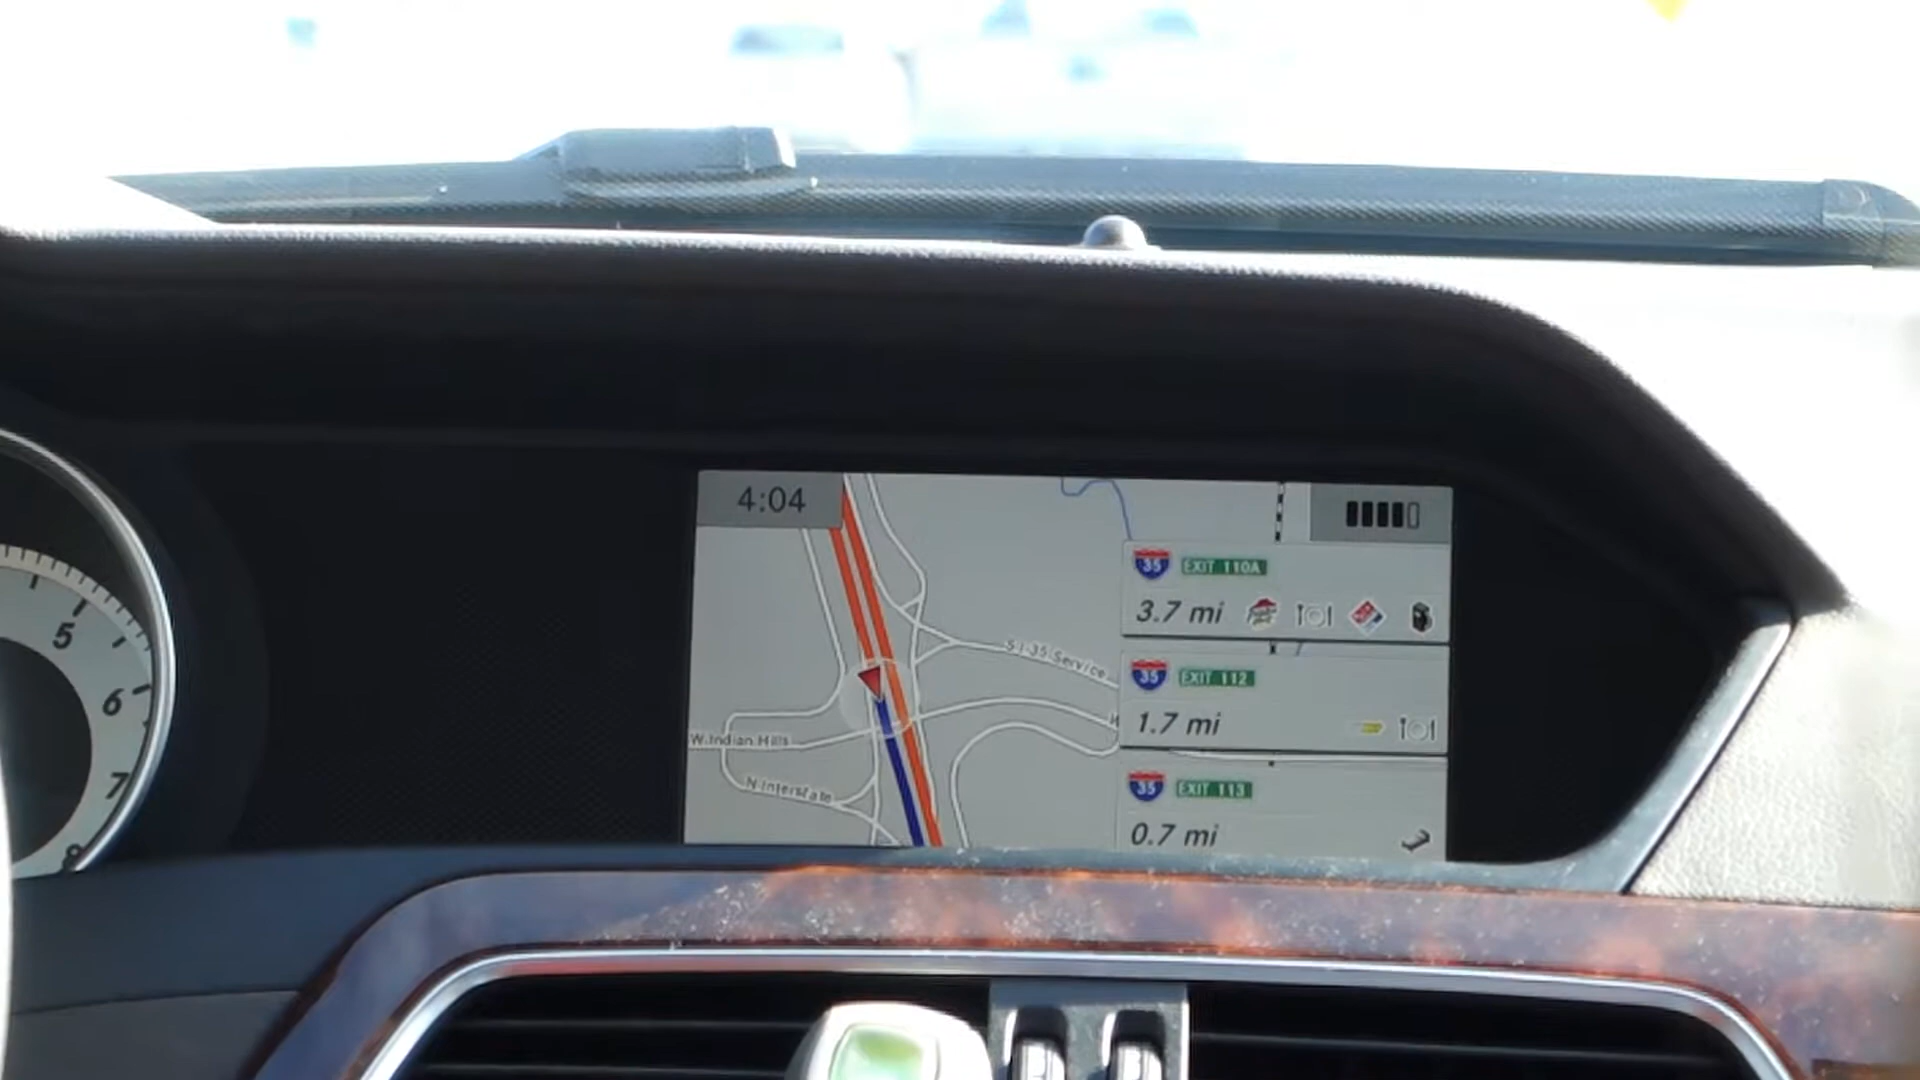 4:04
35 EXIT 110A
3.7 mi
35 EXIT 112
1.7 mi
35 EXIT 113
0.7 mi
S I-35 Service
W Indian Hills
N Interstate
5
6
7
8